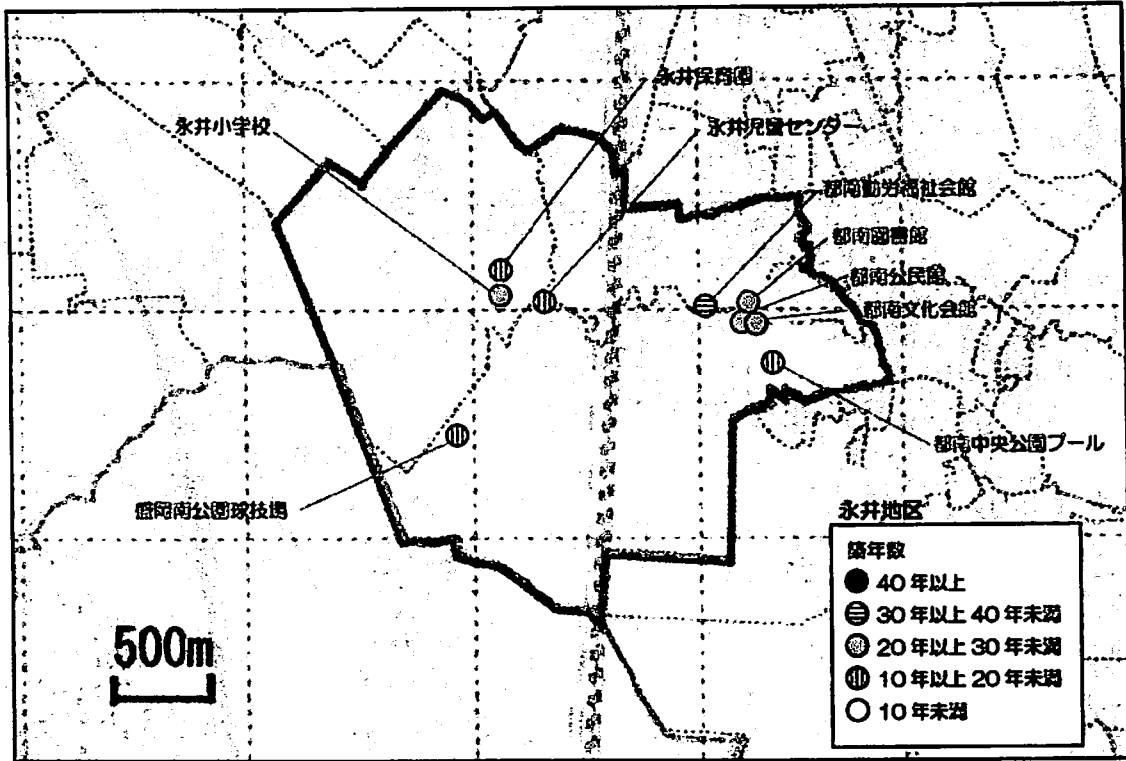 永井保育園
永井小学校
永井児童センター
都南勤労福祉会館
都南図書館
都南公民館
都南文化会館
都南中央公園プール
盛岡南公園球技場
永井地区
築年数
40年以上
30年以上40年未満
20年以上30年未満
10年以上20年未満
10年未満
500m